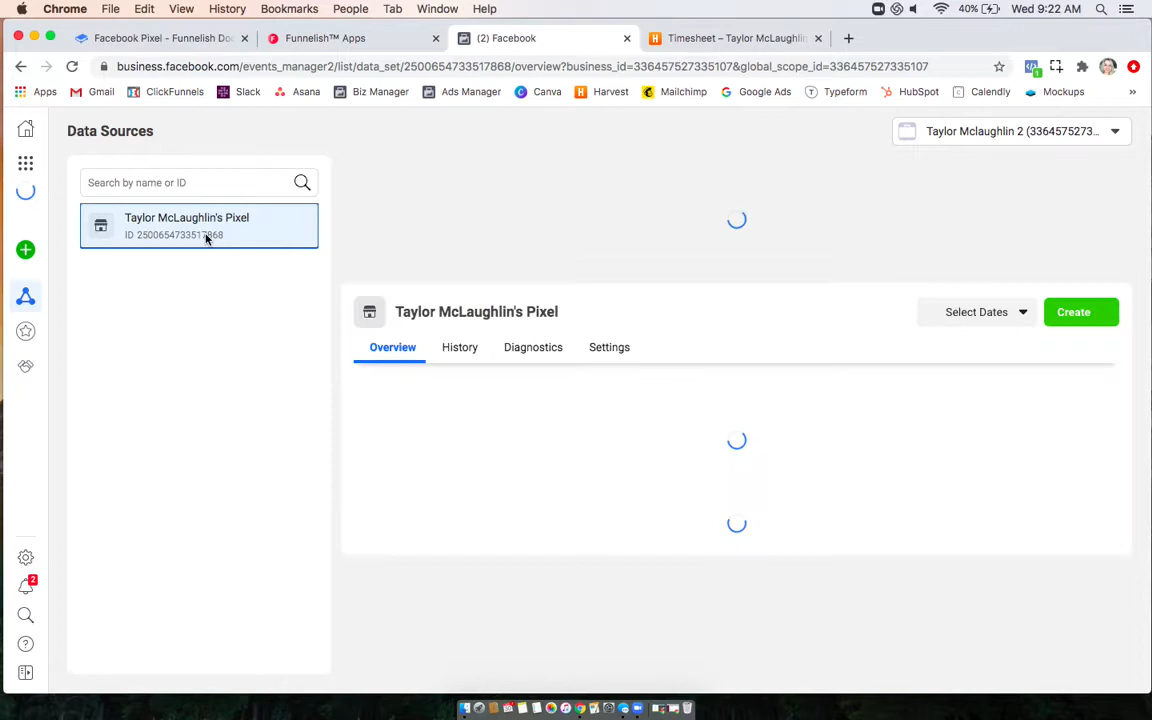 Chrome File Edit View History Bookmarks People Tab Window Help 40% Wed 9:22 AM
Facebook Pixel - Funnelish Doc Funnelish™ Apps (2) Facebook Timesheet – Taylor McLaughlin
business.facebook.com/events_manager2/list/data_set/2500654733517868/overview?business_id=336457527335107&global_scope_id=336457527335107
1
Apps Gmail ClickFunnels Slack Asana Biz Manager Ads Manager Canva Harvest Mailchimp Google Ads Typeform HubSpot Calendly Mockups »
Data Sources
Taylor Mclaughlin 2 (3364575273...
Search by name or ID
Taylor McLaughlin's Pixel
ID 2500654733517868
Taylor McLaughlin's Pixel
Select Dates
Create
Overview History Diagnostics Settings
2